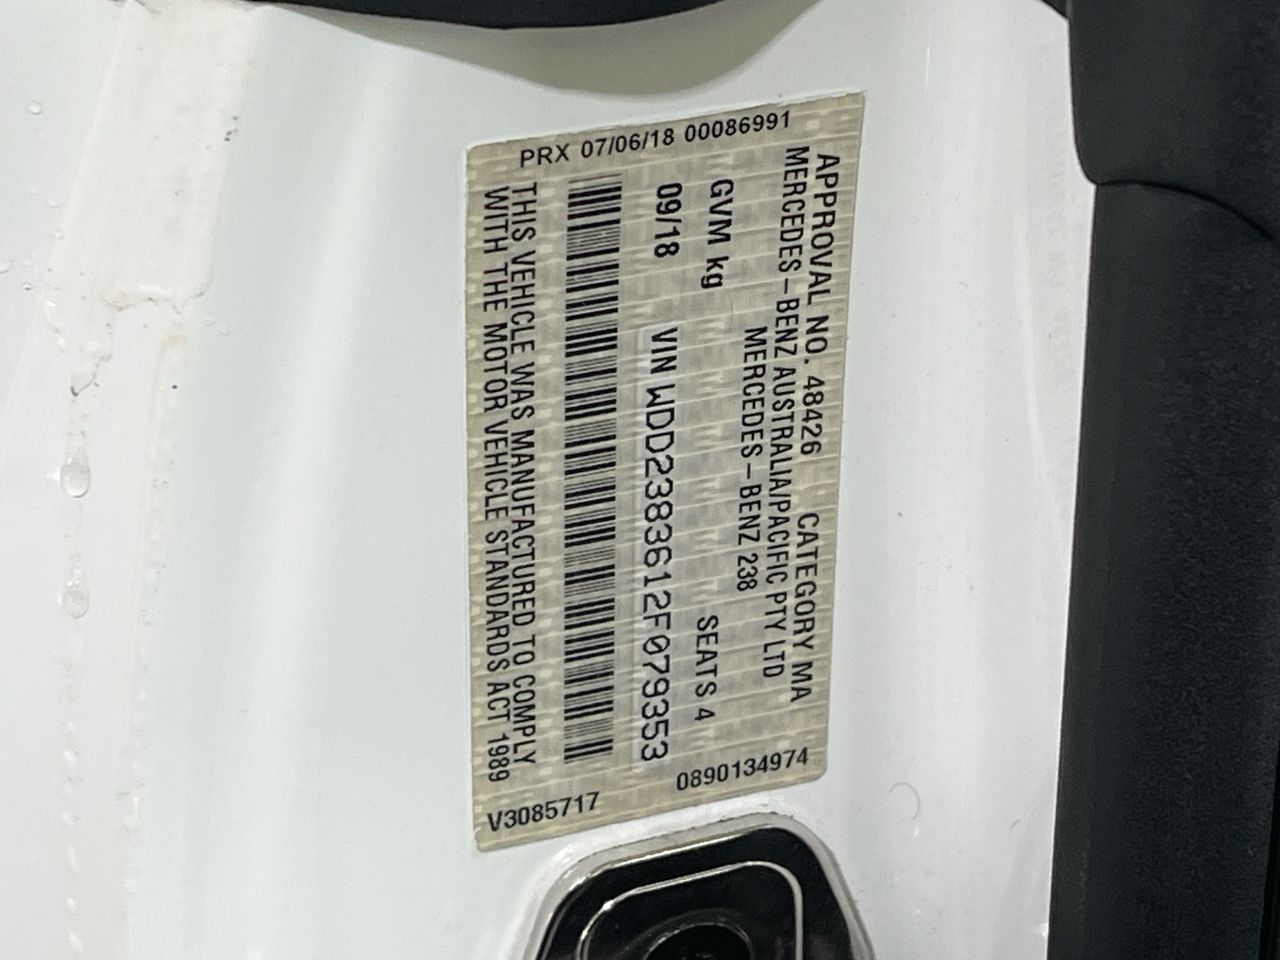 PRX 07/06/18 00086991
APPROVAL NO. 48426 CATEGORY MA
MERCEDES-BENZ AUSTRALIA/PACIFIC PTY LTD
MERCEDES-BENZ 238
GVM kg SEATS 4
09/18 VIN WDD2383612F079353
THIS VEHICLE WAS MANUFACTURED TO COMPLY
WITH THE MOTOR VEHICLE STANDARDS ACT 1989
0890134974
V3085717